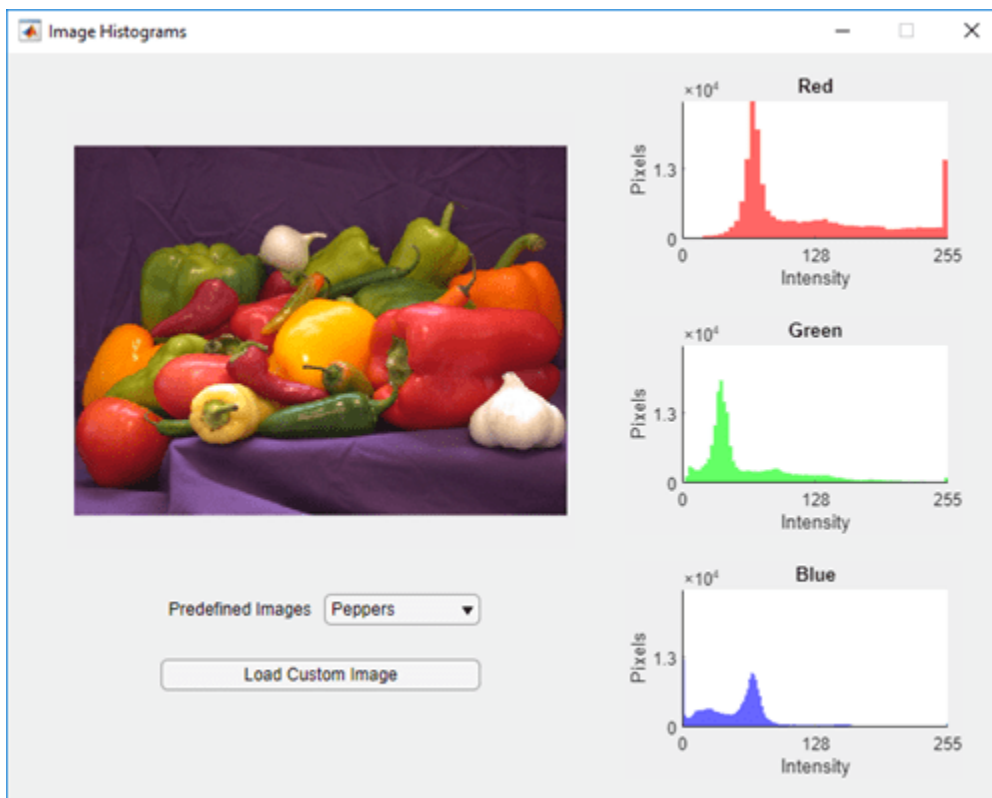 Image Histograms
×10⁴
Red
Pixels
1.3
0
0
128
255
Intensity
×10⁴
Green
Pixels
1.3
0
0
128
255
Intensity
×10⁴
Blue
Pixels
1.3
0
0
128
255
Intensity
Predefined Images
Peppers
Load Custom Image